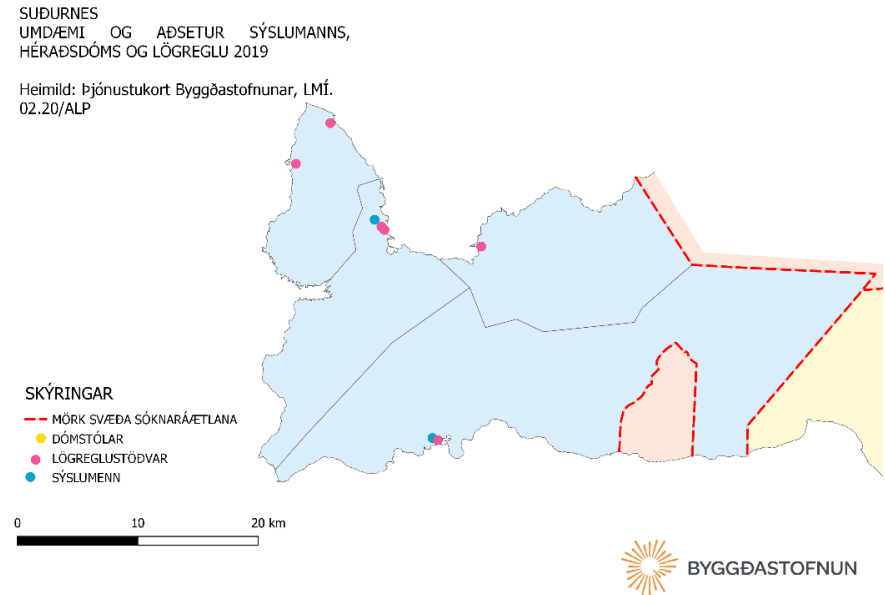 SUÐURNES
UMDÆMI OG AÐSETUR SÝSLUMANNS,
HÉRAÐSDÓMS OG LÖGREGLU 2019
Heimild: Þjónustukort Byggðastofnunar, LMÍ.
02.20/ALP
SKÝRINGAR
MÖRK SVÆÐA SÓKNARÁÆTLANA
DÓMSTÓLAR
LÖGREGLUSTÖÐVAR
SÝSLUMENN
0 10 20 km
BYGGÐASTOFNUN